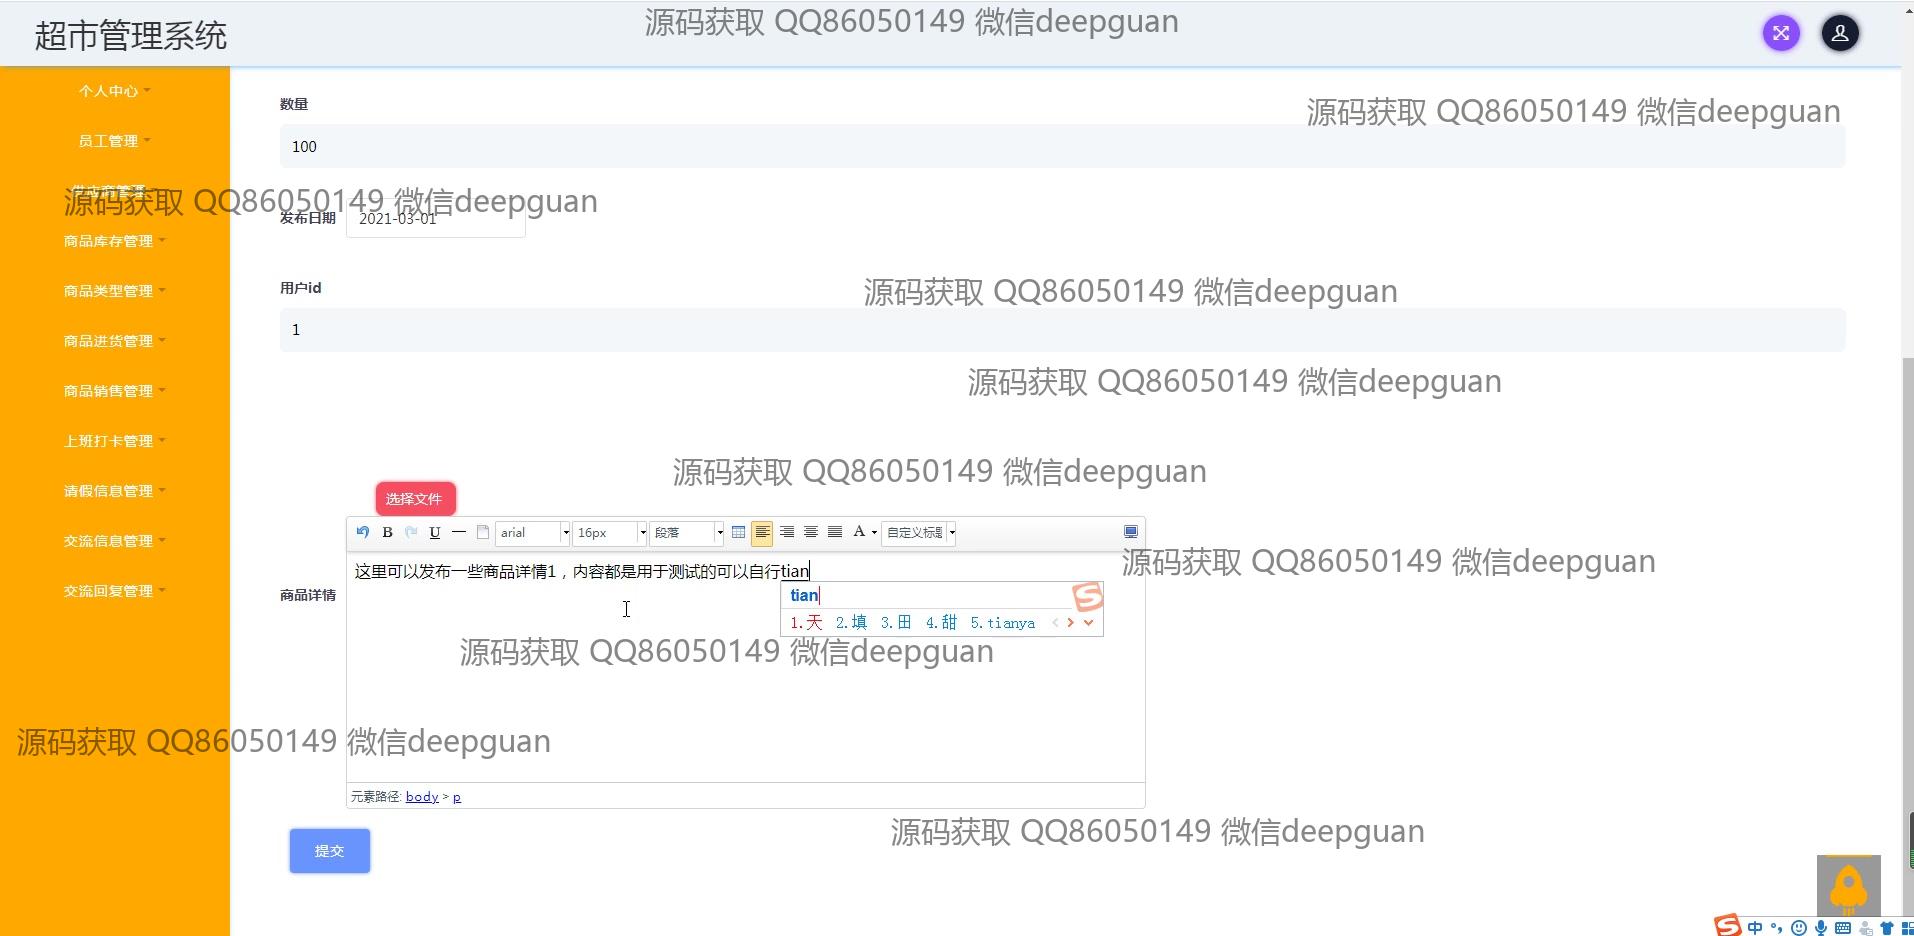 超市管理系统
源码获取 QQ86050149 微信deepguan
个人中心
员工管理
供应商管理
商品库存管理
商品类型管理
商品进货管理
商品销售管理
上班打卡管理
请假信息管理
交流信息管理
交流回复管理
数量
源码获取 QQ86050149 微信deepguan
100
源码获取 QQ86050149 微信deepguan
发布日期 2021-03-01
用户id
源码获取 QQ86050149 微信deepguan
1
源码获取 QQ86050149 微信deepguan
源码获取 QQ86050149 微信deepguan
选择文件
B U arial 16px 段落 A 自定义标题
源码获取 QQ86050149 微信deepguan
这里可以发布一些商品详情1，内容都是用于测试的可以自行tian
商品详情
tian
1.天 2.填 3.田 4.甜 5.tianya
源码获取 QQ86050149 微信deepguan
源码获取 QQ86050149 微信deepguan
元素路径: body > p
源码获取 QQ86050149 微信deepguan
提交
中